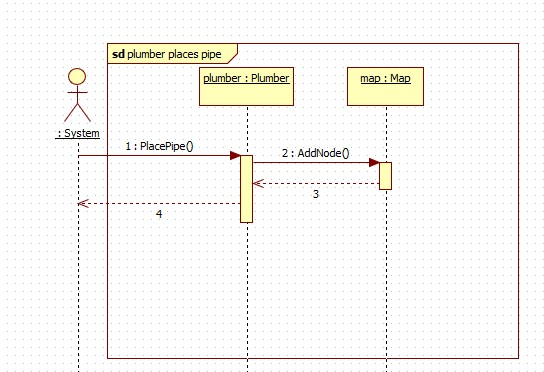 sd plumber places pipe
plumber : Plumber
map : Map
: System
1 : PlacePipe()
2 : AddNode()
3
4